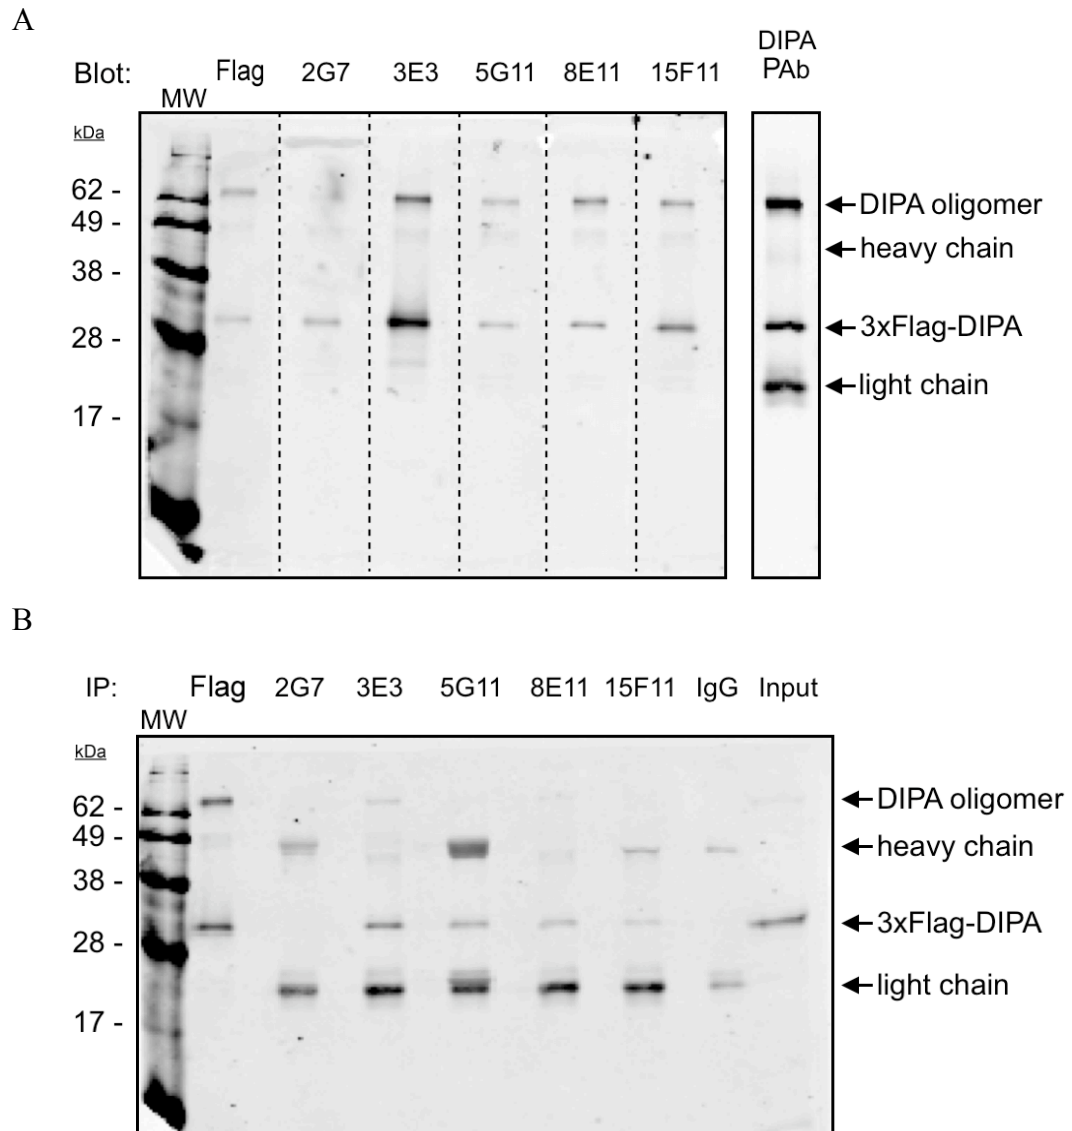 A
Blot: MW Flag 2G7 3E3 5G11 8E11 15F11 DIPA PAb
kDa
62 -
49 -
38 -
28 -
17 -
DIPA oligomer
heavy chain
3xFlag-DIPA
light chain
B
IP: MW Flag 2G7 3E3 5G11 8E11 15F11 IgG Input
kDa
62 -
49 -
38 -
28 -
17 -
DIPA oligomer
heavy chain
3xFlag-DIPA
light chain